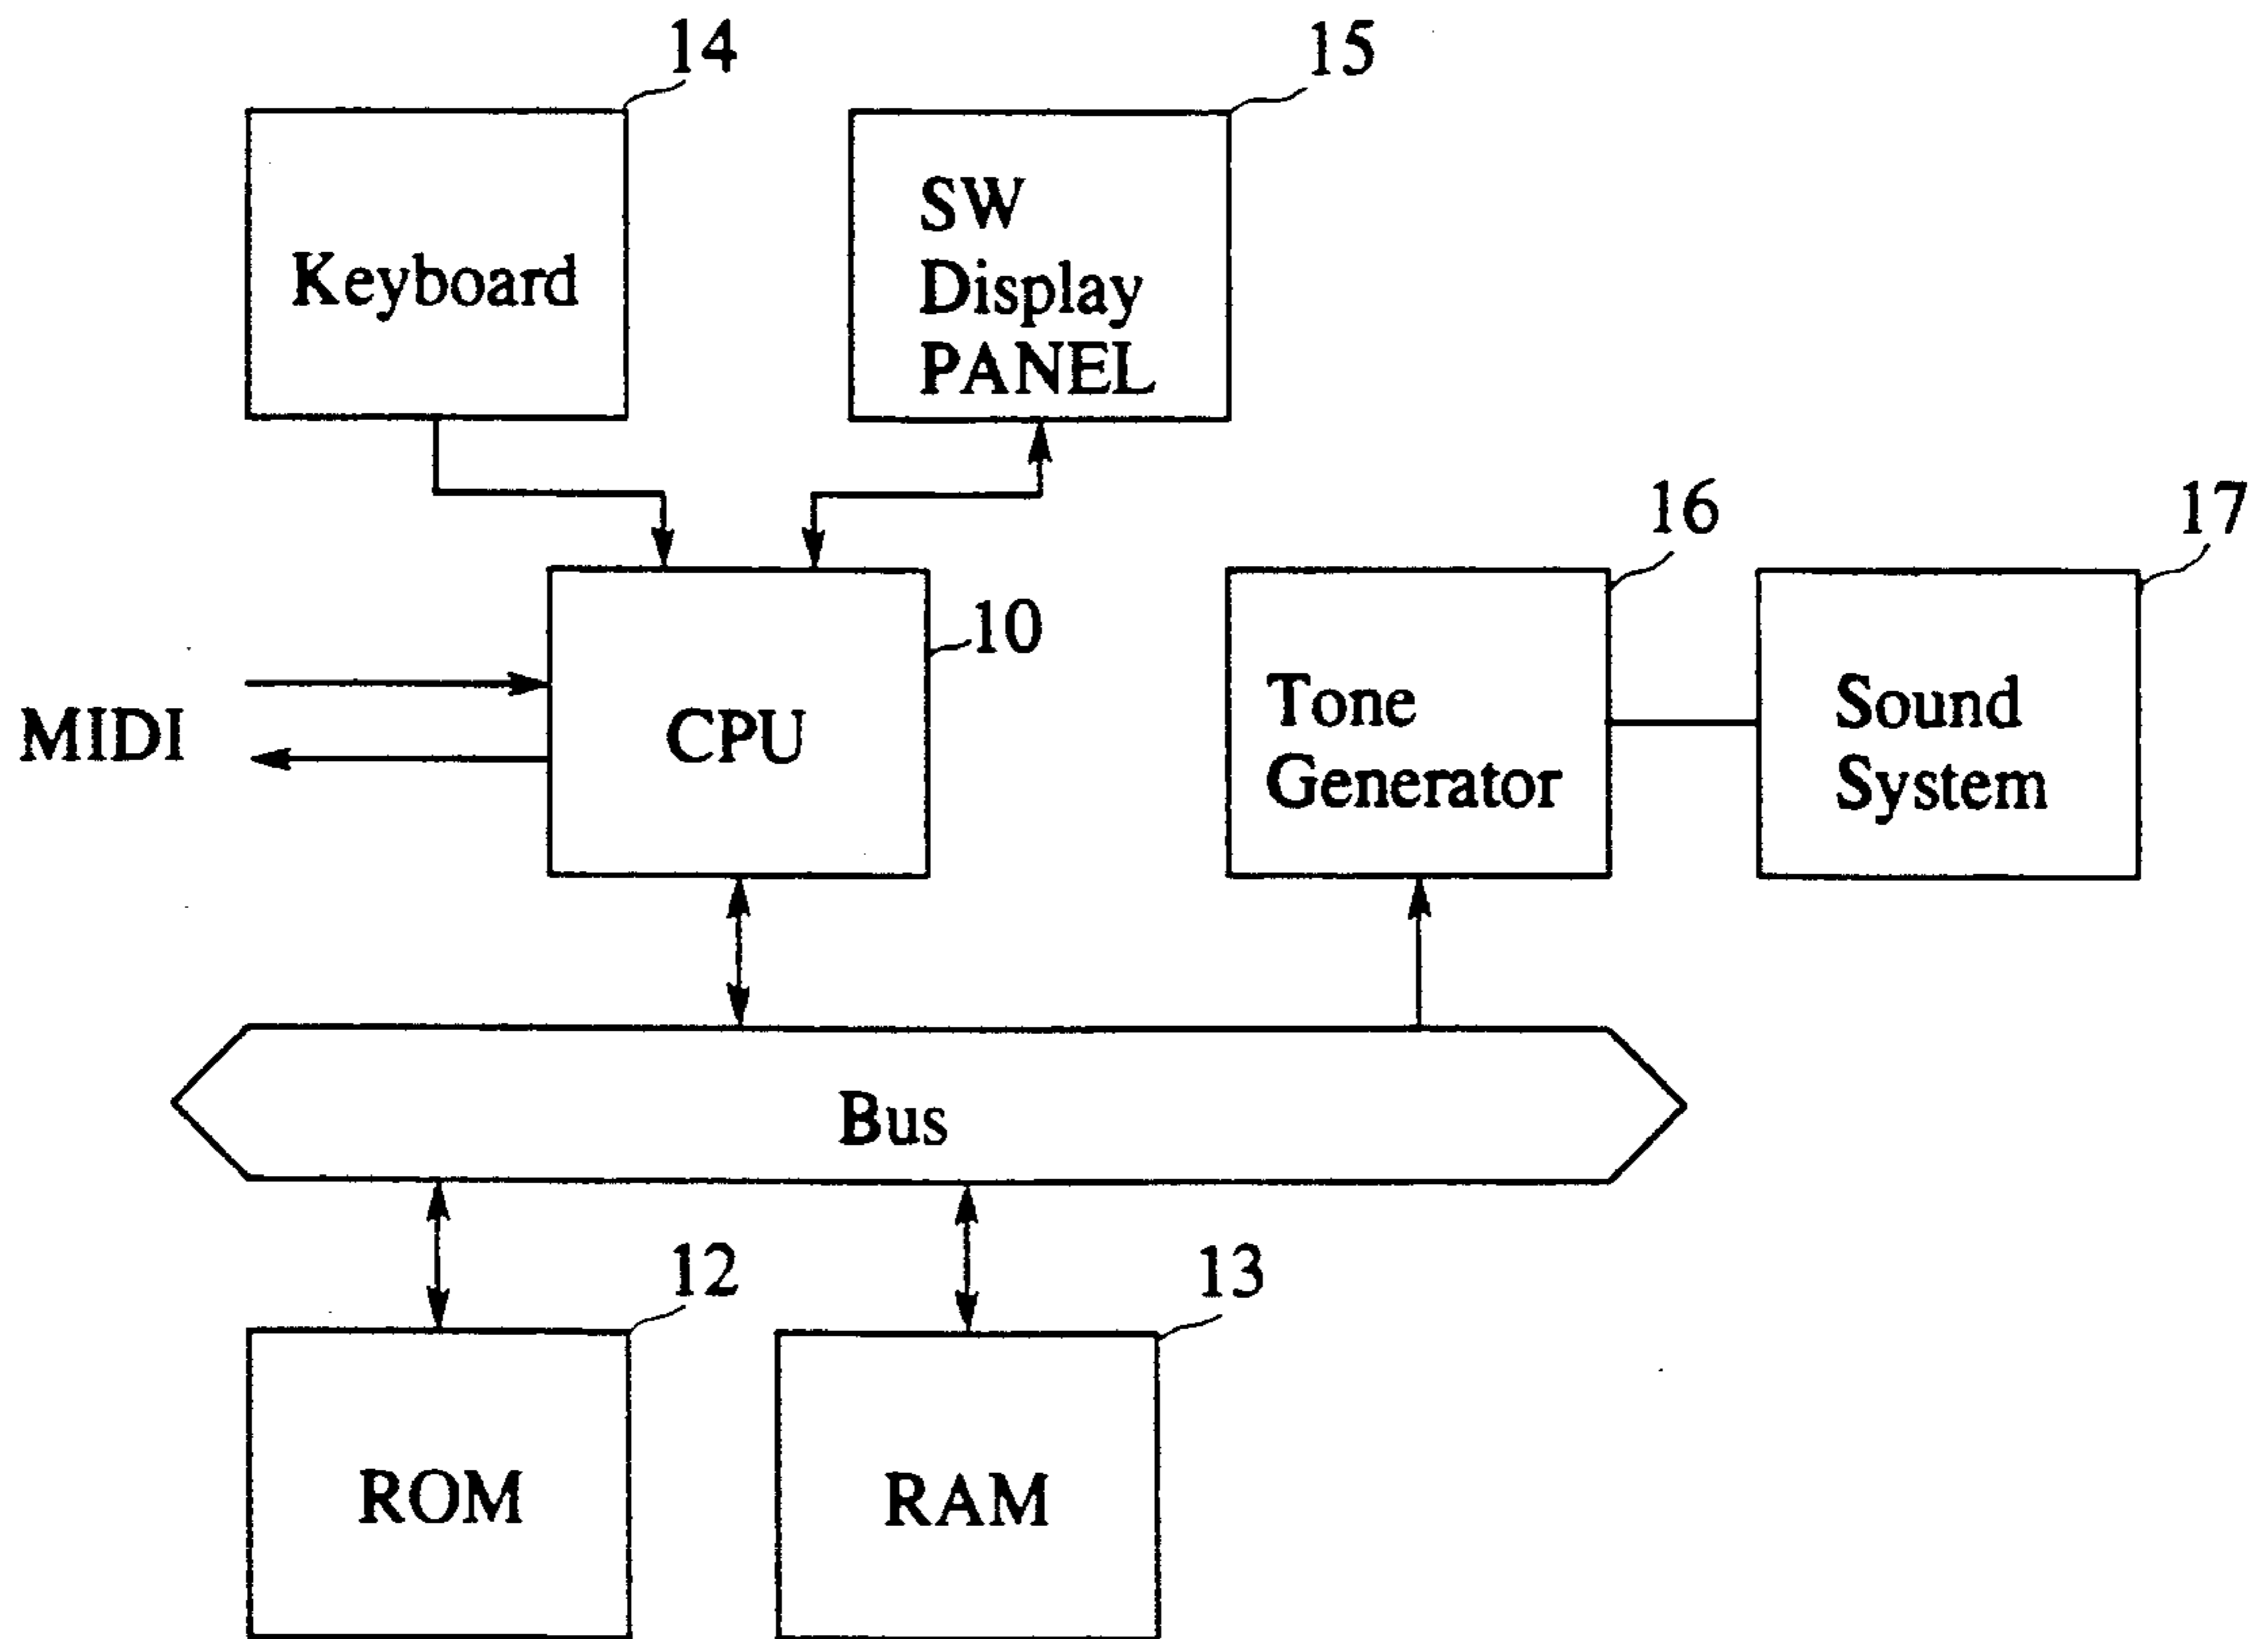 14
15
Keyboard
SW
Display
PANEL
16
17
10
MIDI
CPU
Tone
Generator
Sound
System
Bus
12
13
ROM
RAM